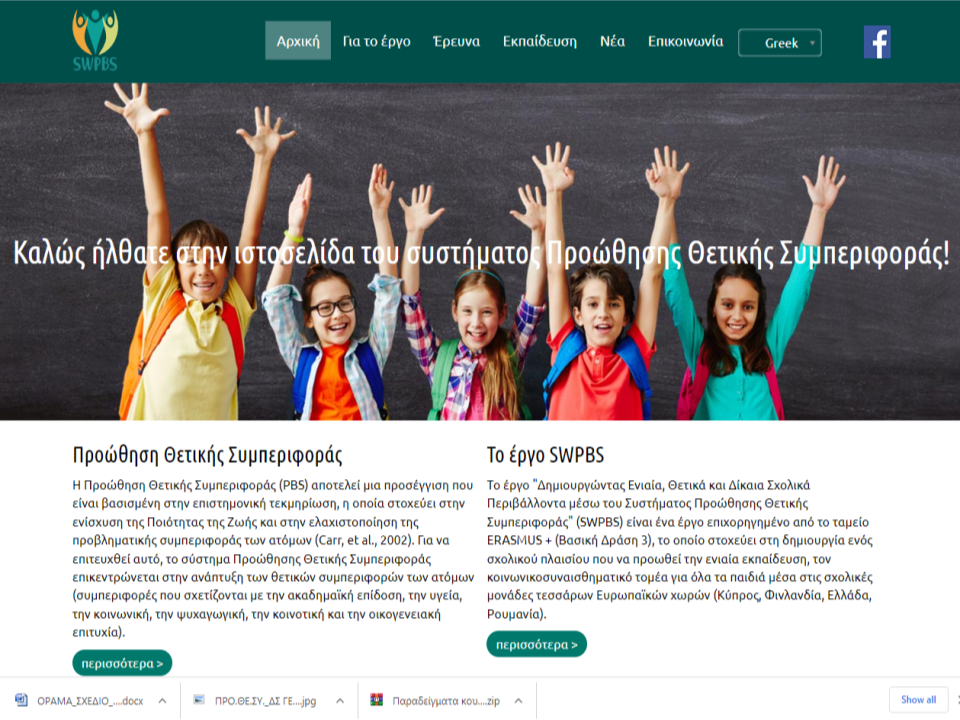 SWPBS
Αρχική Για το έργο Έρευνα Εκπαίδευση Νέα Επικοινωνία Greek
f
Καλώς ήλθατε στην ιστοσελίδα του συστήματος Προώθησης Θετικής Συμπεριφοράς!
Προώθηση Θετικής Συμπεριφοράς
Η Προώθηση Θετικής Συμπεριφοράς (PBS) αποτελεί μια προσέγγιση που
είναι βασισμένη στην επιστημονική τεκμηρίωση, η οποία στοχεύει στην
ενίσχυση της Ποιότητας της Ζωής και στην ελαχιστοποίηση της
προβληματικής συμπεριφοράς των ατόμων (Carr, et al., 2002). Για να
επιτευχθεί αυτό, το σύστημα Προώθησης Θετικής Συμπεριφοράς
επικεντρώνεται στην ανάπτυξη των θετικών συμπεριφορών των ατόμων
(συμπεριφορές που σχετίζονται με την ακαδημαϊκή επίδοση, την υγεία,
την κοινωνική, την ψυχαγωγική, την κοινοτική και την οικογενειακή
επιτυχία).
περισσότερα >
Το έργο SWPBS
Το έργο "Δημιουργώντας Ενιαία, Θετικά και Δίκαια Σχολικά
Περιβάλλοντα μέσω του Συστήματος Προώθησης Θετικής
Συμπεριφοράς" (SWPBS) είναι ένα έργο επιχορηγημένο από το ταμείο
ERASMUS + (Βασική Δράση 3), το οποίο στοχεύει στη δημιουργία ενός
σχολικού πλαισίου που να προωθεί την ενιαία εκπαίδευση, τον
κοινωνικοσυναισθηματικό τομέα για όλα τα παιδιά μέσα στις σχολικές
μονάδες τεσσάρων Ευρωπαϊκών χωρών (Κύπρος, Φινλανδία, Ελλάδα,
Ρουμανία).
περισσότερα >
ΟΡΑΜΑ_ΣΧΕΔΙΟ_....docx ΠΡΟ.ΘΕ.ΣΥ._ΔΣ ΓΕ....jpg Παραδείγματα κου....zip Show all